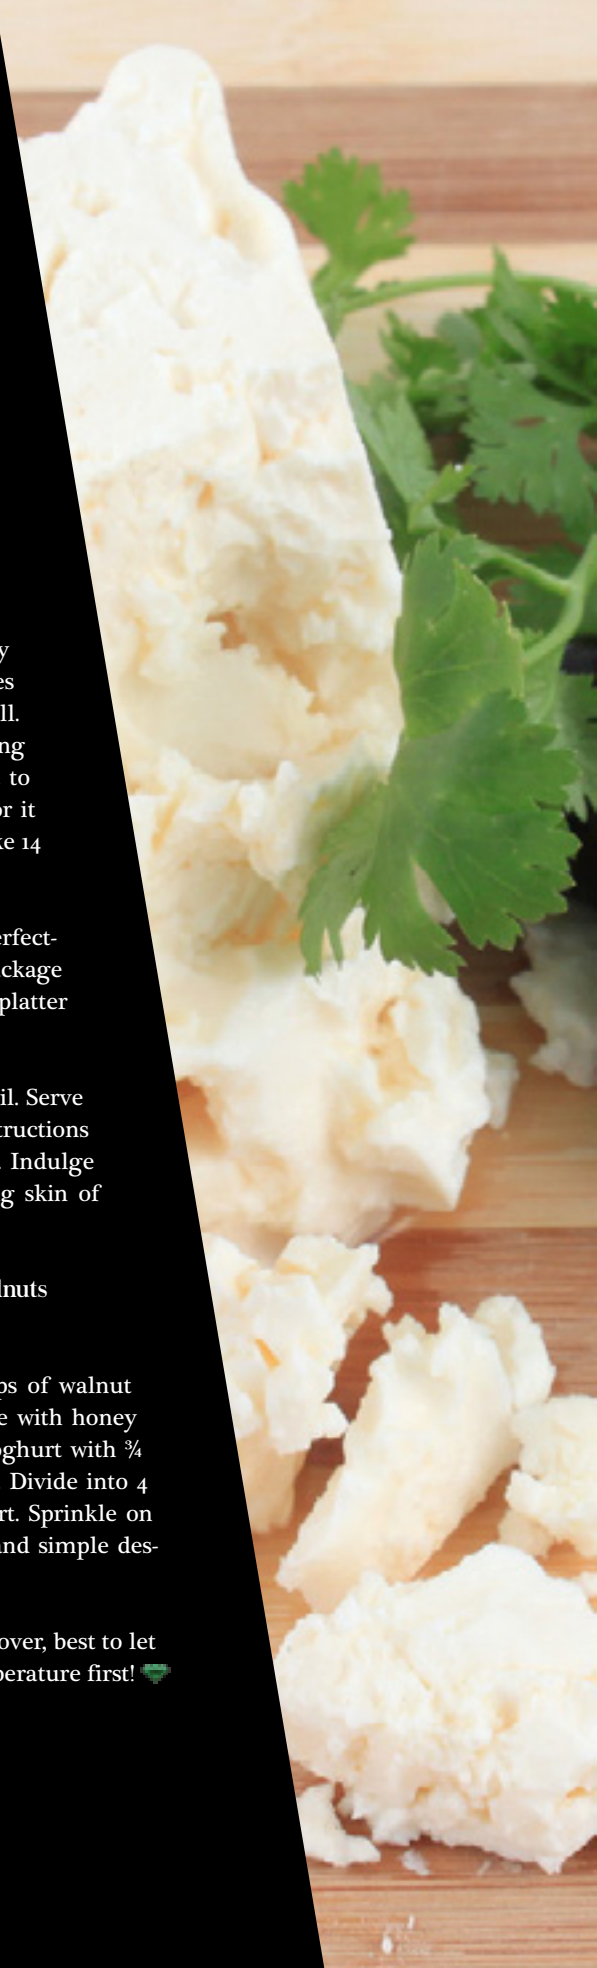 y
es
ll.
ng
to
or it
ke 14
erfect-
ackage
platter
il. Serve
tructions
. Indulge
g skin of
lnuts
ps of walnut
e with honey
oghurt with ¾
. Divide into 4
rt. Sprinkle on
and simple des-
over, best to let
perature first!